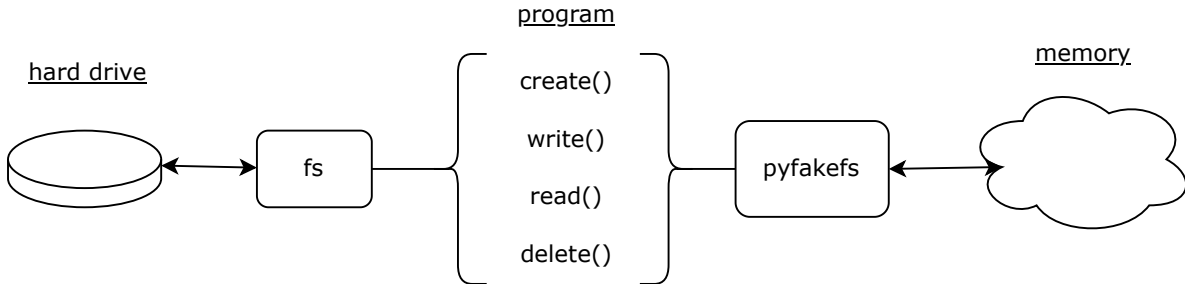 program
hard drive
memory
create()
write()
fs
pyfakefs
read()
delete()